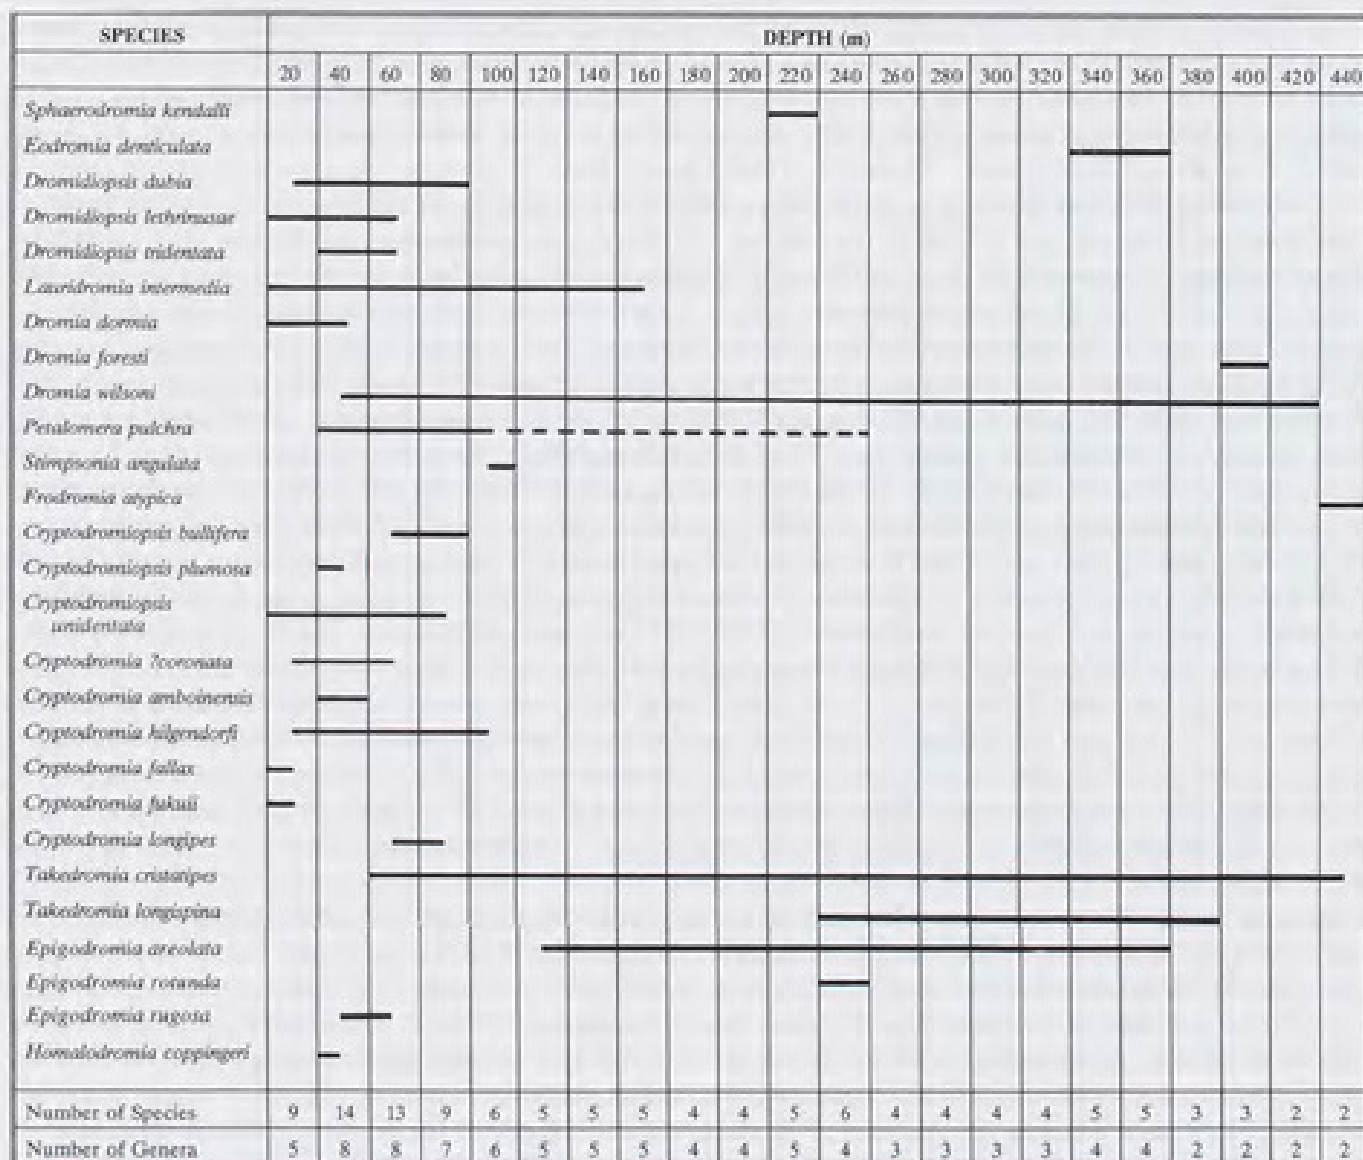 SPECIES DEPTH (m)
20 40 60 80 100 120 140 160 180 200 220 240 260 280 300 320 340 360 380 400 420 440
Sphaerodromia kendalli
Eodromia denticulata
Dromidiopsis dubia
Dromidiopsis lethrinusae
Dromidiopsis tridentata
Lauridromia intermedia
Dromia dormia
Dromia foresti
Dromia wilsoni
Petalomera pulchra
Stimpsonia angulata
Frodromia atypica
Cryptodromiopsis bullifera
Cryptodromiopsis plumosa
Cryptodromiopsis
unidentata
Cryptodromia ?coronata
Cryptodromia amboinensis
Cryptodromia hilgendorfi
Cryptodromia fallax
Cryptodromia fukuii
Cryptodromia longipes
Takedromia cristatipes
Takedromia longispina
Epigodromia areolata
Epigodromia rotunda
Epigodromia rugosa
Homalodromia coppingeri
Number of Species 9 14 13 9 6 5 5 5 4 4 5 6 4 4 4 4 5 5 3 3 2 2
Number of Genera 5 8 8 7 6 5 5 5 4 4 5 4 3 3 3 3 4 4 2 2 2 2